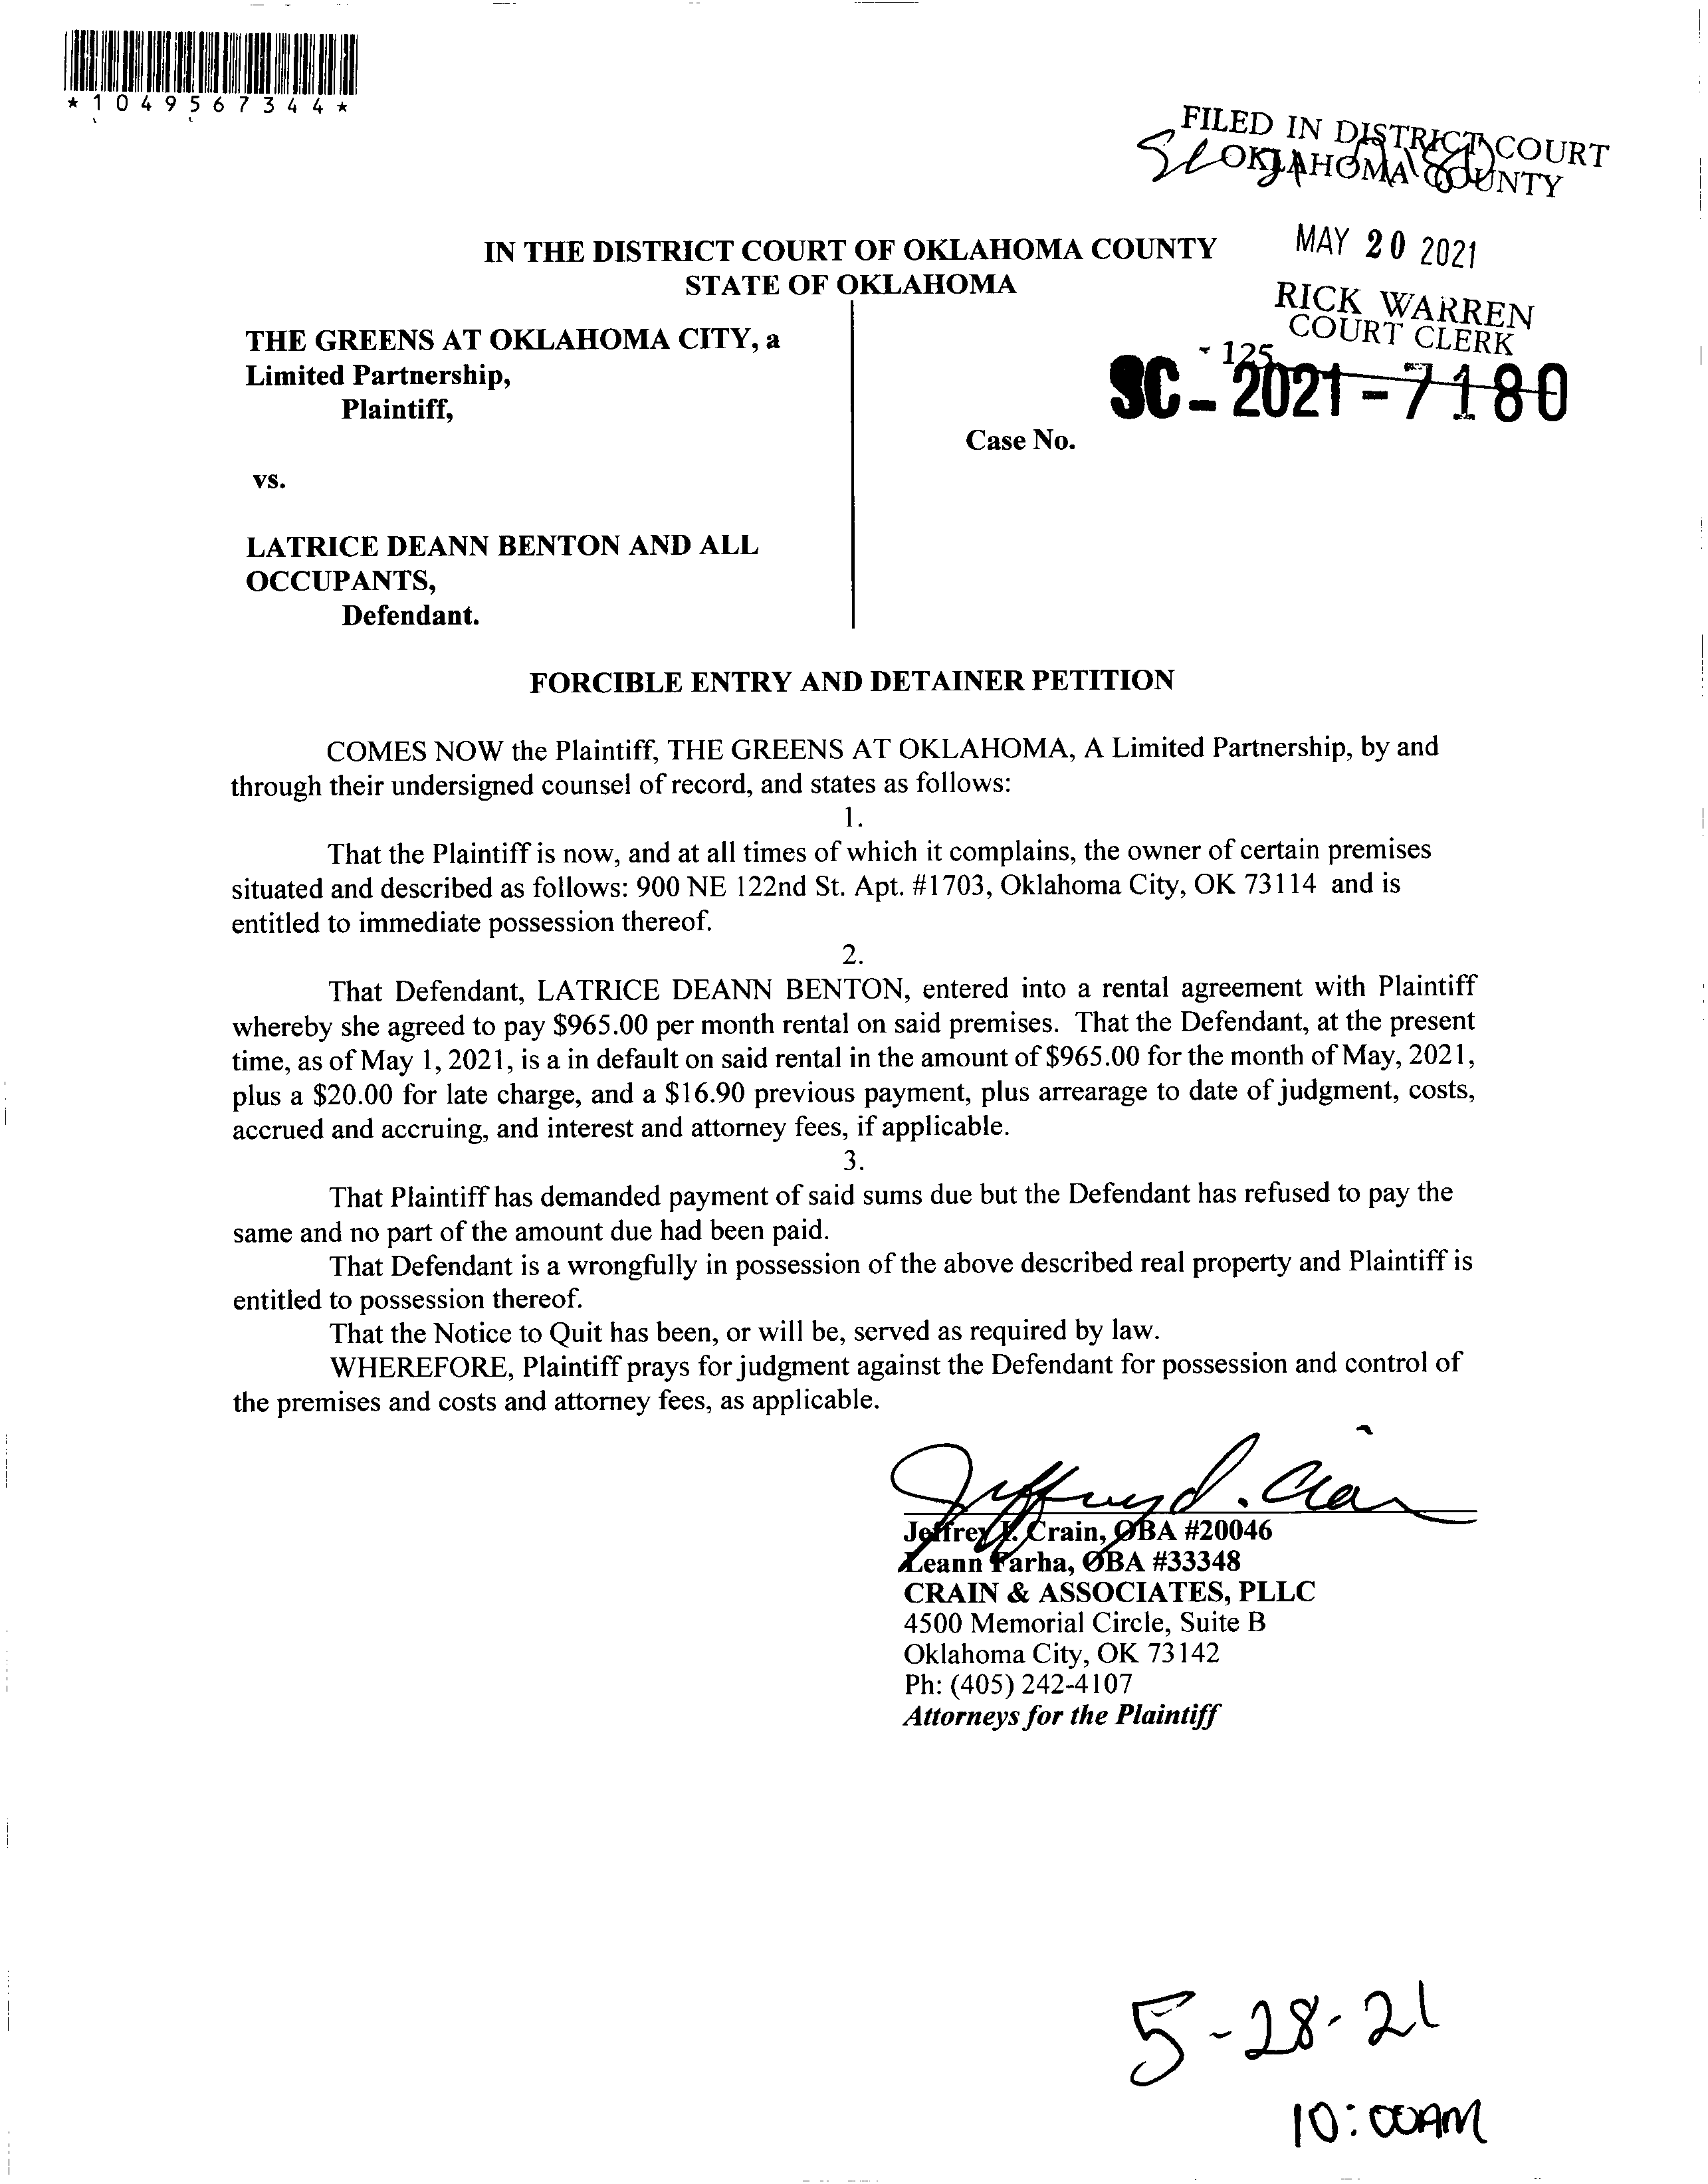 *1049567344*
FILED IN DISTRICT COURT
OKLAHOMA COUNTY
MAY 20 2021
RICK WARREN
COURT CLERK
125
SC-2021-7180
IN THE DISTRICT COURT OF OKLAHOMA COUNTY
STATE OF OKLAHOMA
THE GREENS AT OKLAHOMA CITY, a
Limited Partnership,
Plaintiff,
Case No.
vs.
LATRICE DEANN BENTON AND ALL
OCCUPANTS,
Defendant.
FORCIBLE ENTRY AND DETAINER PETITION
COMES NOW the Plaintiff, THE GREENS AT OKLAHOMA, A Limited Partnership, by and
through their undersigned counsel of record, and states as follows:
1.
That the Plaintiff is now, and at all times of which it complains, the owner of certain premises
situated and described as follows: 900 NE 122nd St. Apt. #1703, Oklahoma City, OK 73114 and is
entitled to immediate possession thereof.
2.
That Defendant, LATRICE DEANN BENTON, entered into a rental agreement with Plaintiff
whereby she agreed to pay $965.00 per month rental on said premises. That the Defendant, at the present
time, as of May 1, 2021, is a in default on said rental in the amount of $965.00 for the month of May, 2021,
plus a $20.00 for late charge, and a $16.90 previous payment, plus arrearage to date of judgment, costs,
accrued and accruing, and interest and attorney fees, if applicable.
3.
That Plaintiff has demanded payment of said sums due but the Defendant has refused to pay the
same and no part of the amount due had been paid.
That Defendant is a wrongfully in possession of the above described real property and Plaintiff is
entitled to possession thereof.
That the Notice to Quit has been, or will be, served as required by law.
WHEREFORE, Plaintiff prays for judgment against the Defendant for possession and control of
the premises and costs and attorney fees, as applicable.
Jeffrey Crain, OBA #20046
Leann Farha, OBA #33348
CRAIN & ASSOCIATES, PLLC
4500 Memorial Circle, Suite B
Oklahoma City, OK 73142
Ph: (405) 242-4107
Attorneys for the Plaintiff
5-28-21
10:00AM